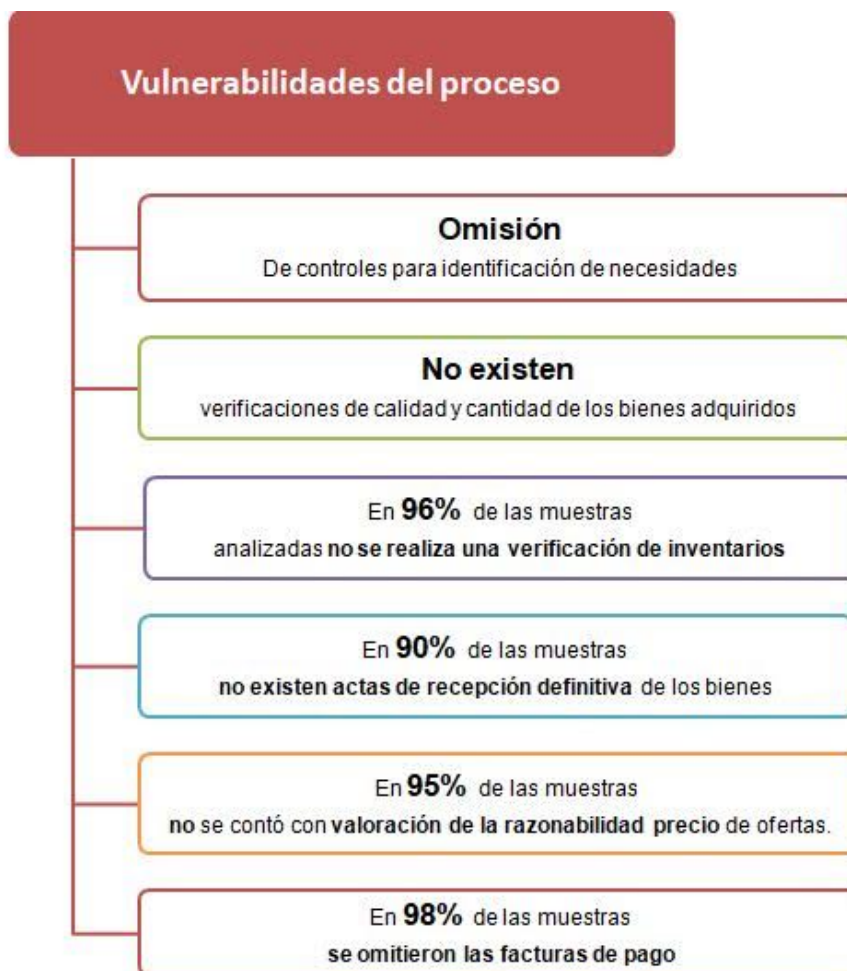 Vulnerabilidades del proceso
Omisión
De controles para identificación de necesidades
No existen
verificaciones de calidad y cantidad de los bienes adquiridos
En 96% de las muestras
analizadas no se realiza una verificación de inventarios
En 90% de las muestras
no existen actas de recepción definitiva de los bienes
En 95% de las muestras
no se contó con valoración de la razonabilidad precio de ofertas.
En 98% de las muestras
se omitieron las facturas de pago